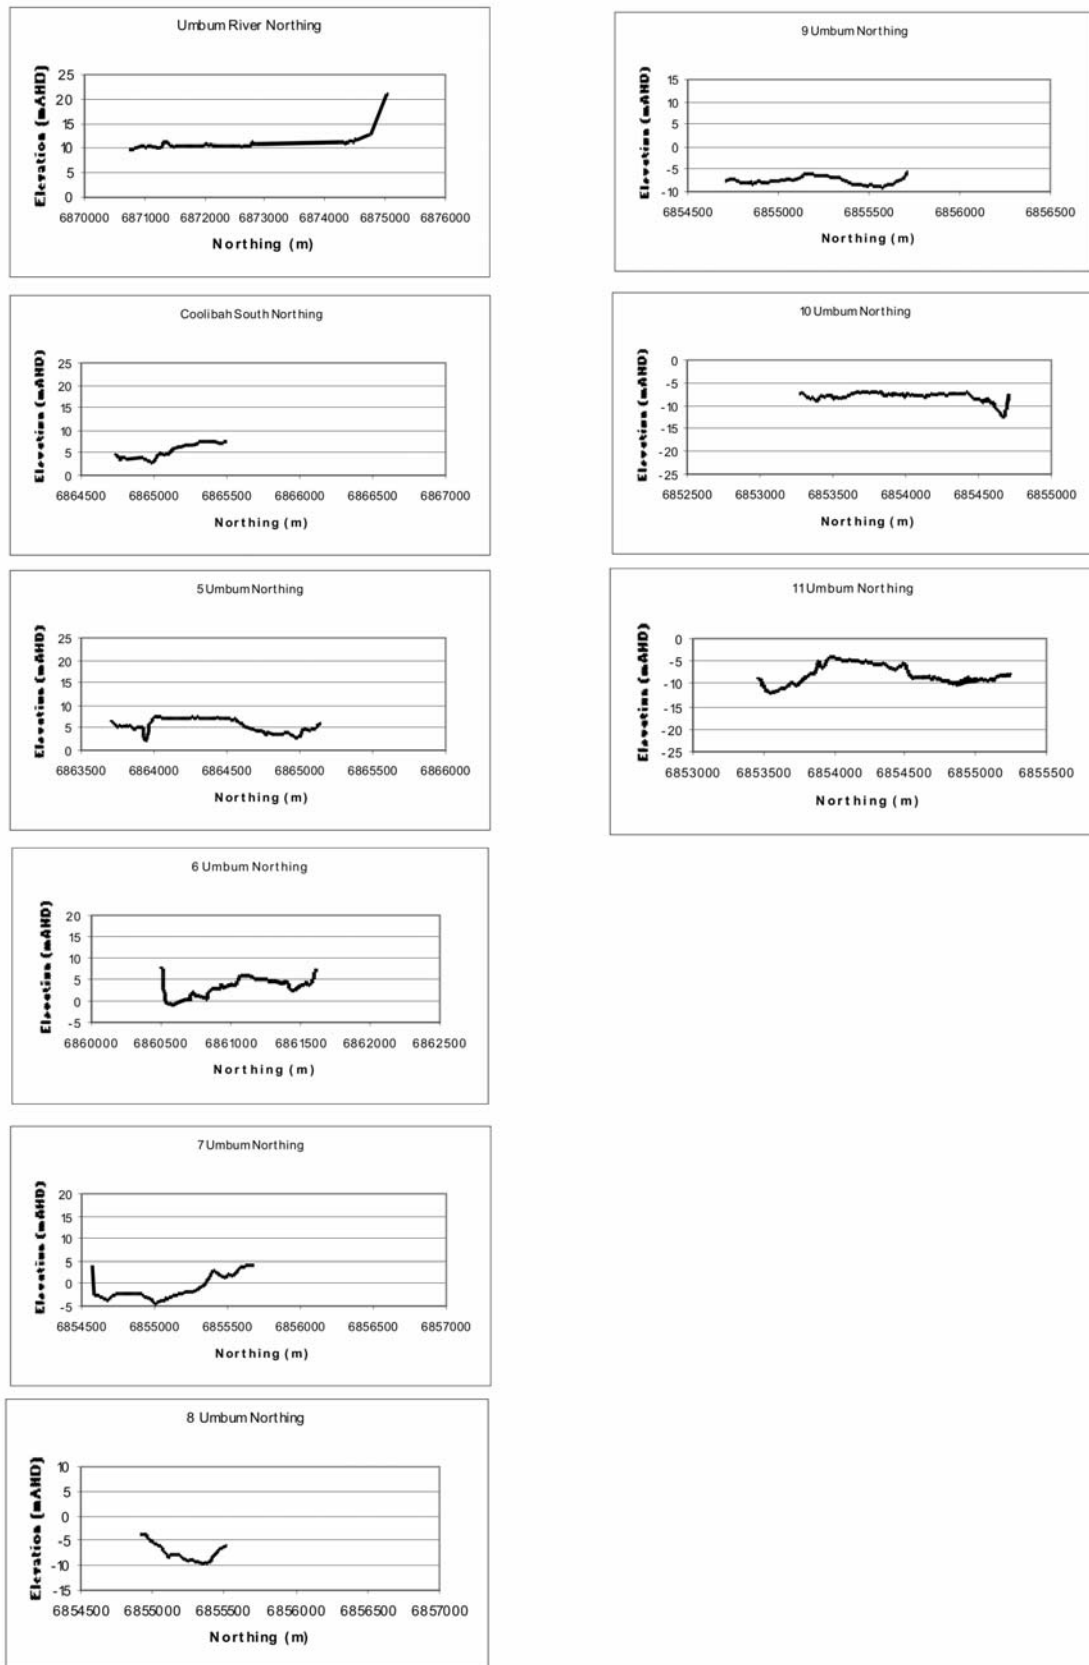 Umbum River Northing
Elevation (mAHD)
25
20
15
10
5
0
6870000 6871000 6872000 6873000 6874000 6875000 6876000
Northing (m)
Coolibah South Northing
Elevation (mAHD)
25
20
15
10
5
0
6864500 6865000 6865500 6866000 6866500 6867000
Northing (m)
5 Umbum Northing
Elevation (mAHD)
25
20
15
10
5
0
6863500 6864000 6864500 6865000 6865500 6866000
Northing (m)
6 Umbum Northing
Elevation (mAHD)
20
15
10
5
0
-5
6860000 6860500 6861000 6861500 6862000 6862500
Northing (m)
7 Umbum Northing
Elevation (mAHD)
20
15
10
5
0
-5
6854500 6855000 6855500 6856000 6856500 6857000
Northing (m)
8 Umbum Northing
Elevation (mAHD)
10
5
0
-5
-10
-15
6854500 6855000 6855500 6856000 6856500 6857000
Northing (m)
9 Umbum Northing
Elevation (mAHD)
15
10
5
0
-5
-10
6854500 6855000 6855500 6856000 6856500
Northing (m)
10 Umbum Northing
Elevation (mAHD)
0
-5
-10
-15
-20
-25
6852500 6853000 6853500 6854000 6854500 6855000
Northing (m)
11 Umbum Northing
Elevation (mAHD)
0
-5
-10
-15
-20
-25
6853000 6853500 6854000 6854500 6855000 6855500
Northing (m)